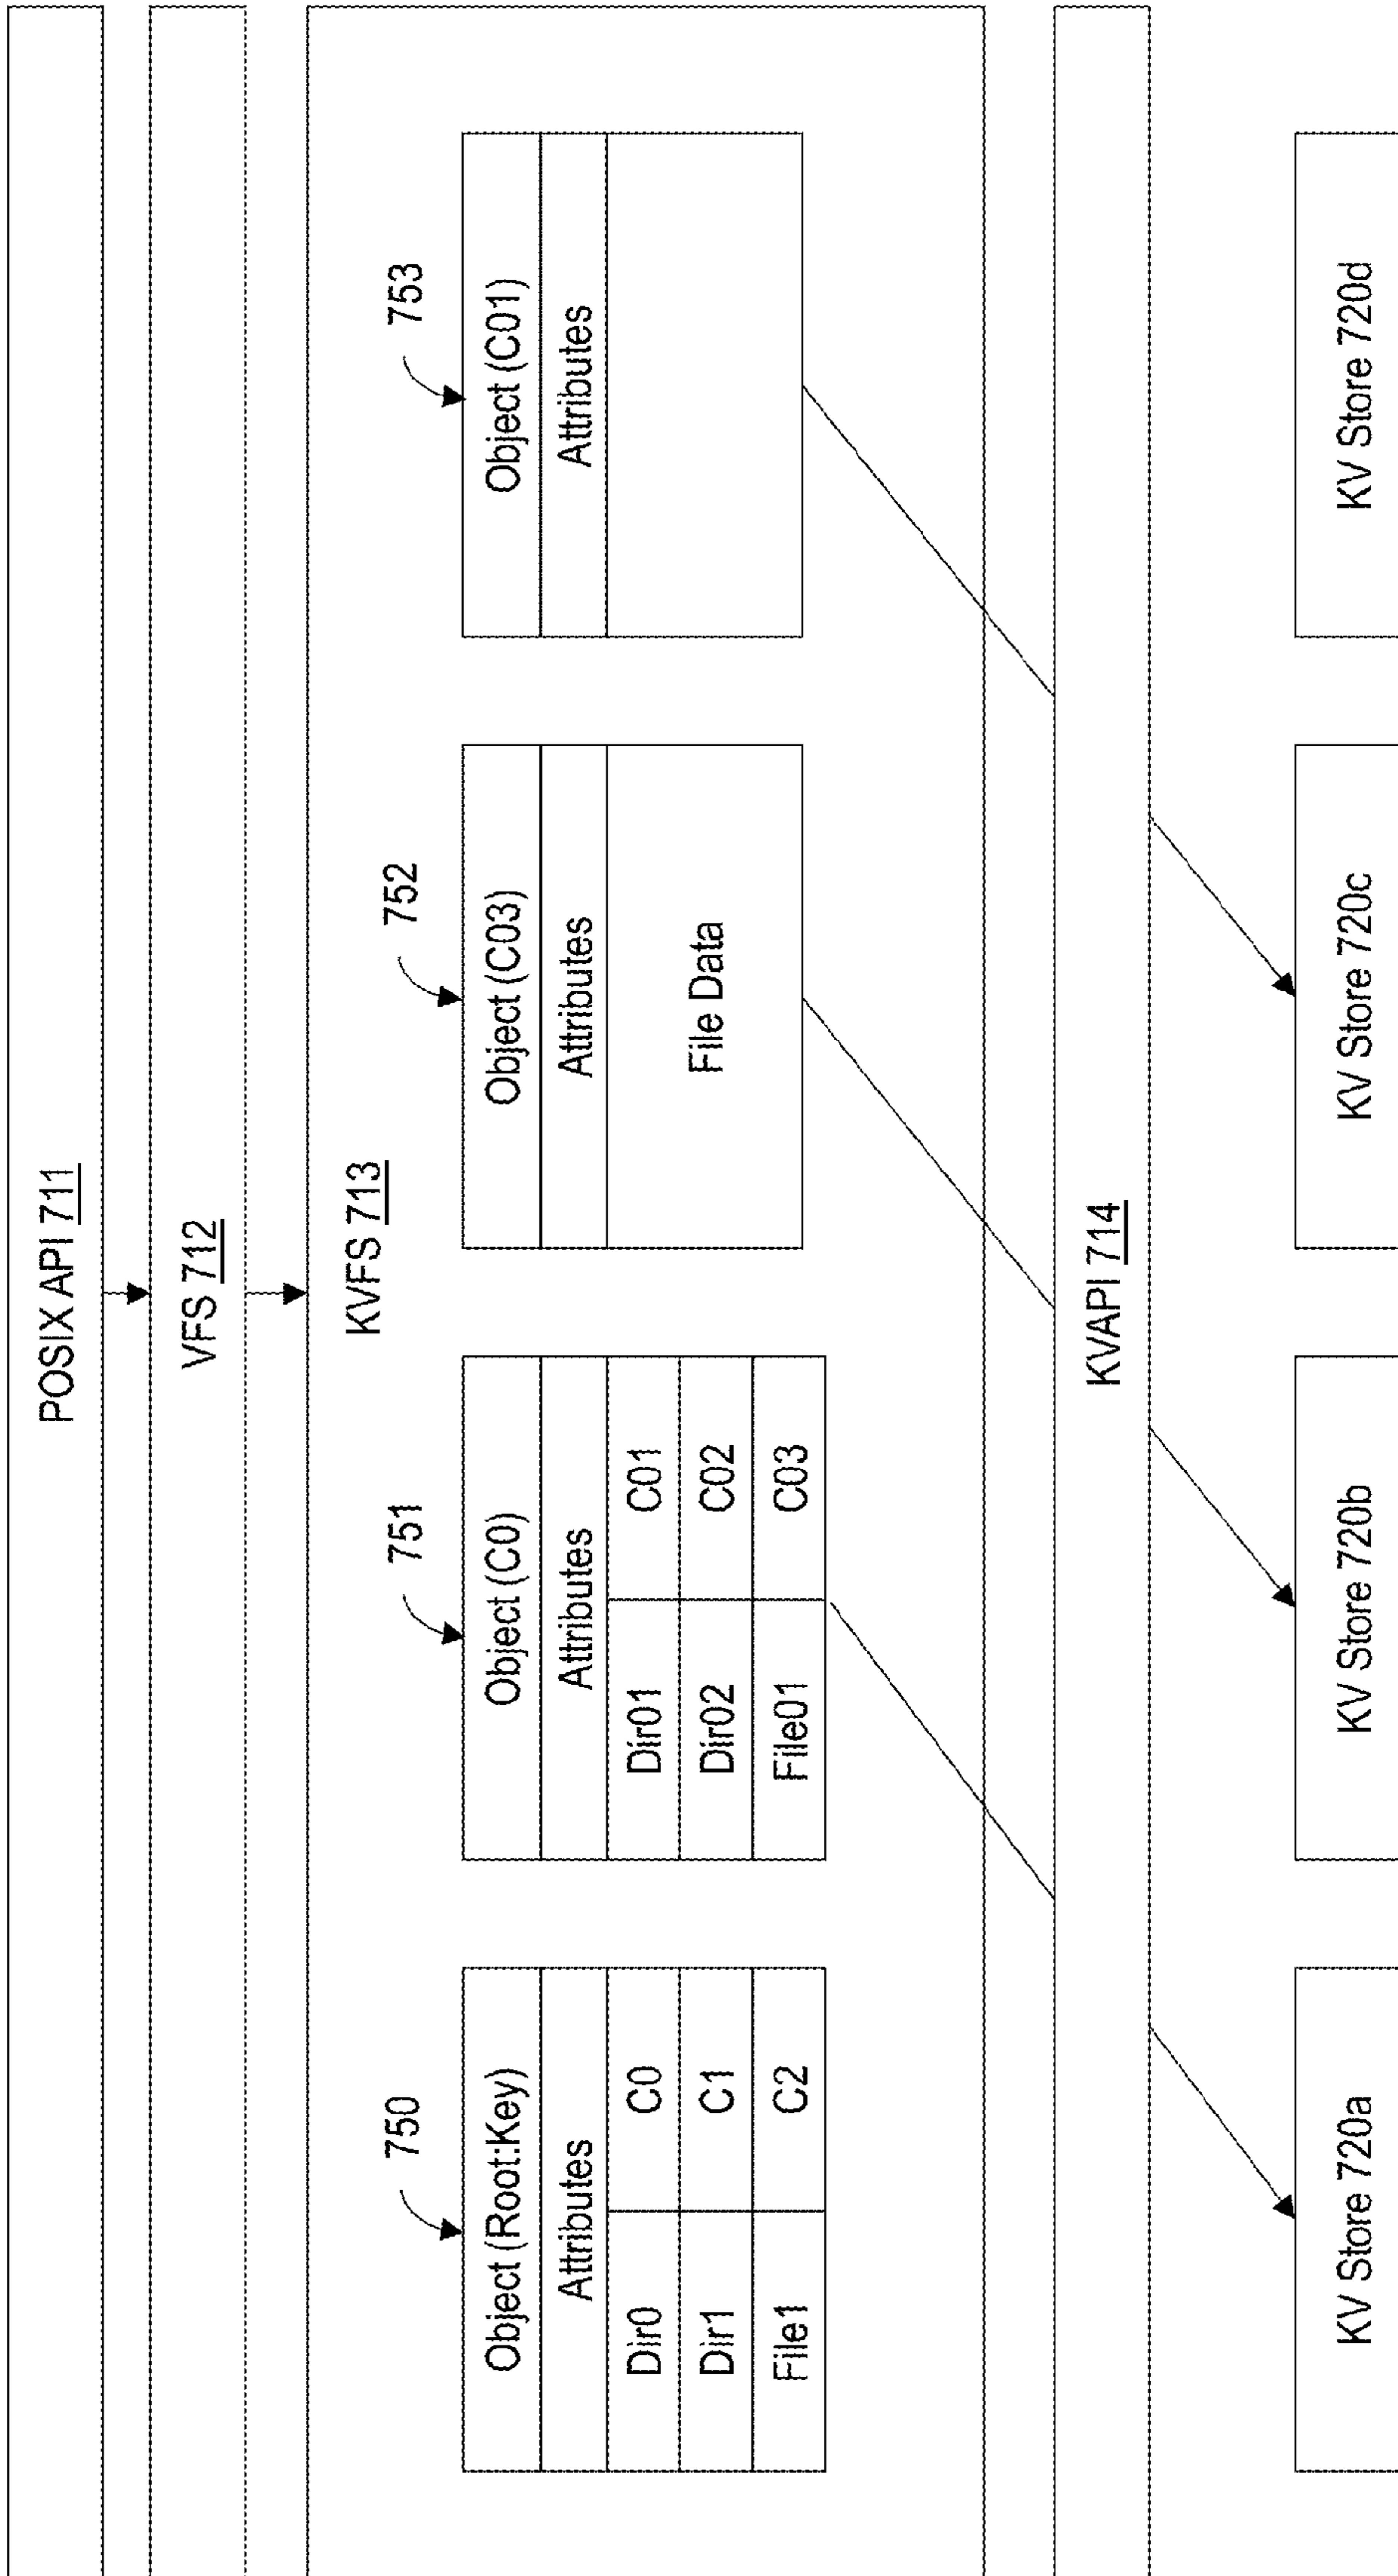 POSIX API 711
VFS 712
KVFS 713
750
Object (Root:Key)
Attributes
Dir0 C0
Dir1 C1
File1 C2
751
Object (C0)
Attributes
Dir01 C01
Dir02 C02
File01 C03
752
Object (C03)
Attributes
File Data
753
Object (C01)
Attributes
KVAPI 714
KV Store 720a
KV Store 720b
KV Store 720c
KV Store 720d